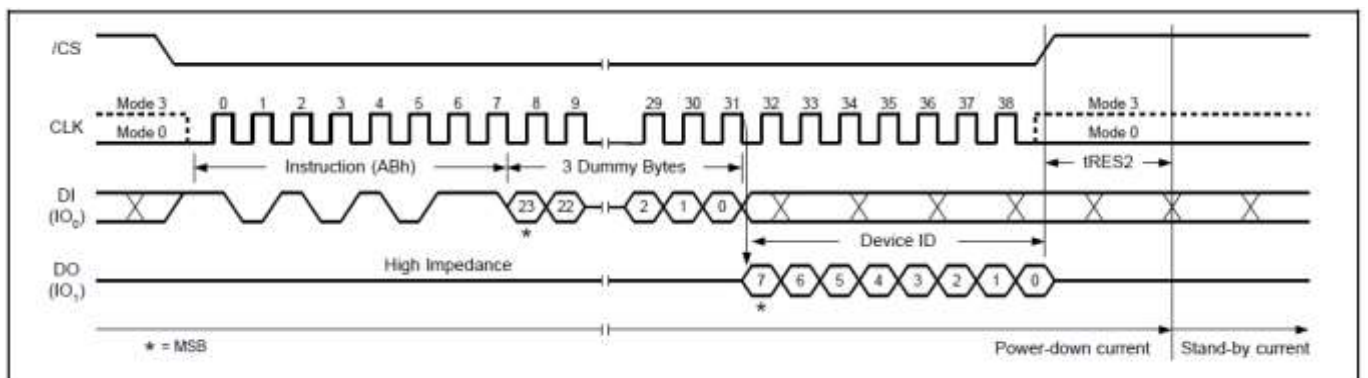 /CS
Mode 3 0 1 2 3 4 5 6 7 8 9 29 30 31 32 33 34 35 36 37 38 Mode 3
CLK Mode 0 Mode 0
Instruction (ABh) 3 Dummy Bytes tRES2
DI
(IO₀) 23 22 2 1 0
*
Device ID
High Impedance
DO
(IO₁) 7 6 5 4 3 2 1 0
*
* = MSB Power-down current Stand-by current